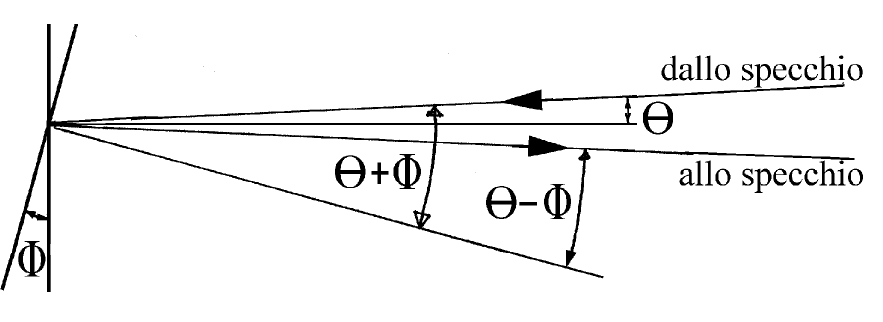 dallo specchio
Θ
allo specchio
Θ+Φ
Θ−Φ
Φ